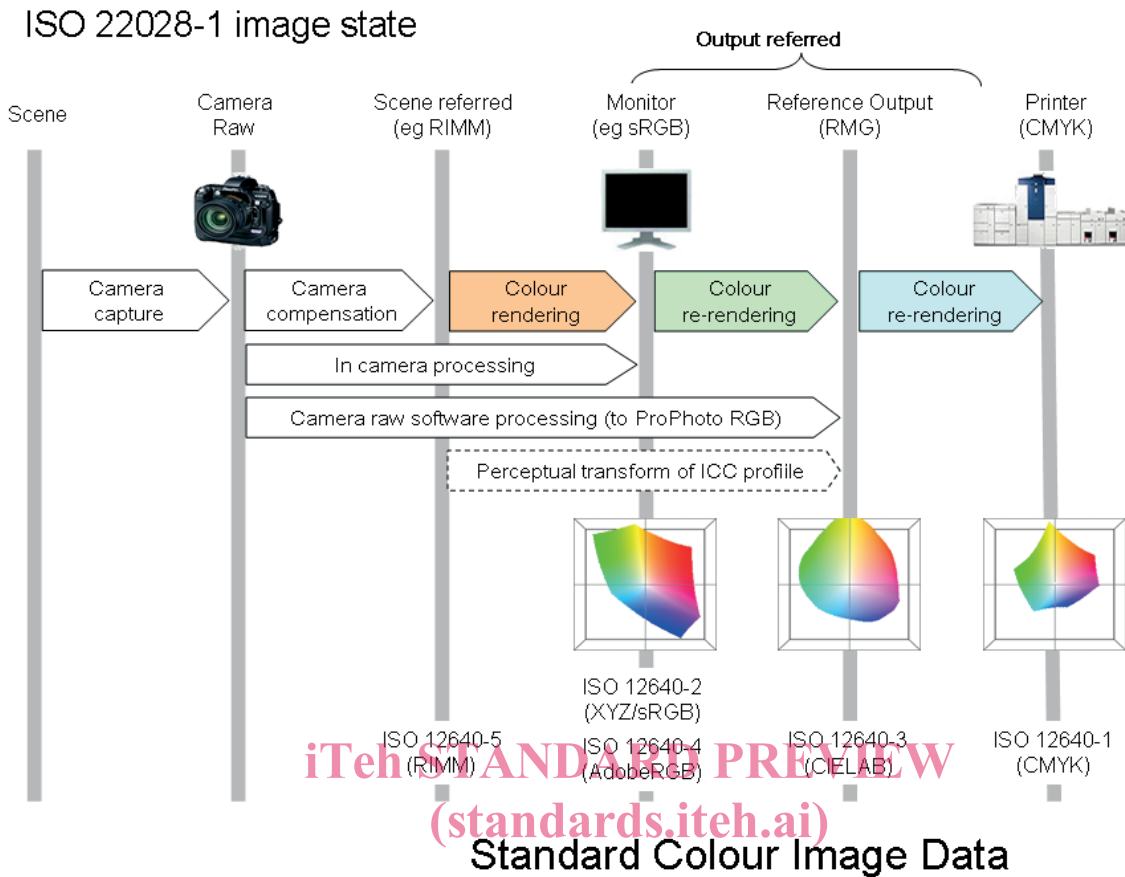 ISO 22028-1 image state
Output referred
Scene
Camera
Raw
Scene referred
(eg RIMM)
Monitor
(eg sRGB)
Reference Output
(RMG)
Printer
(CMYK)
Camera
capture
Camera
compensation
Colour
rendering
Colour
re-rendering
Colour
re-rendering
In camera processing
Camera raw software processing (to ProPhoto RGB)
Perceptual transform of ICC profiile
ISO 12640-2
(XYZ/sRGB)
ISO 12640-5
(RIMM)
ISO 12640-4
(AdobeRGB)
ISO 12640-3
(CIELAB)
ISO 12640-1
(CMYK)
iTeh STANDARD PREVIEW
(standards.iteh.ai)
Standard Colour Image Data